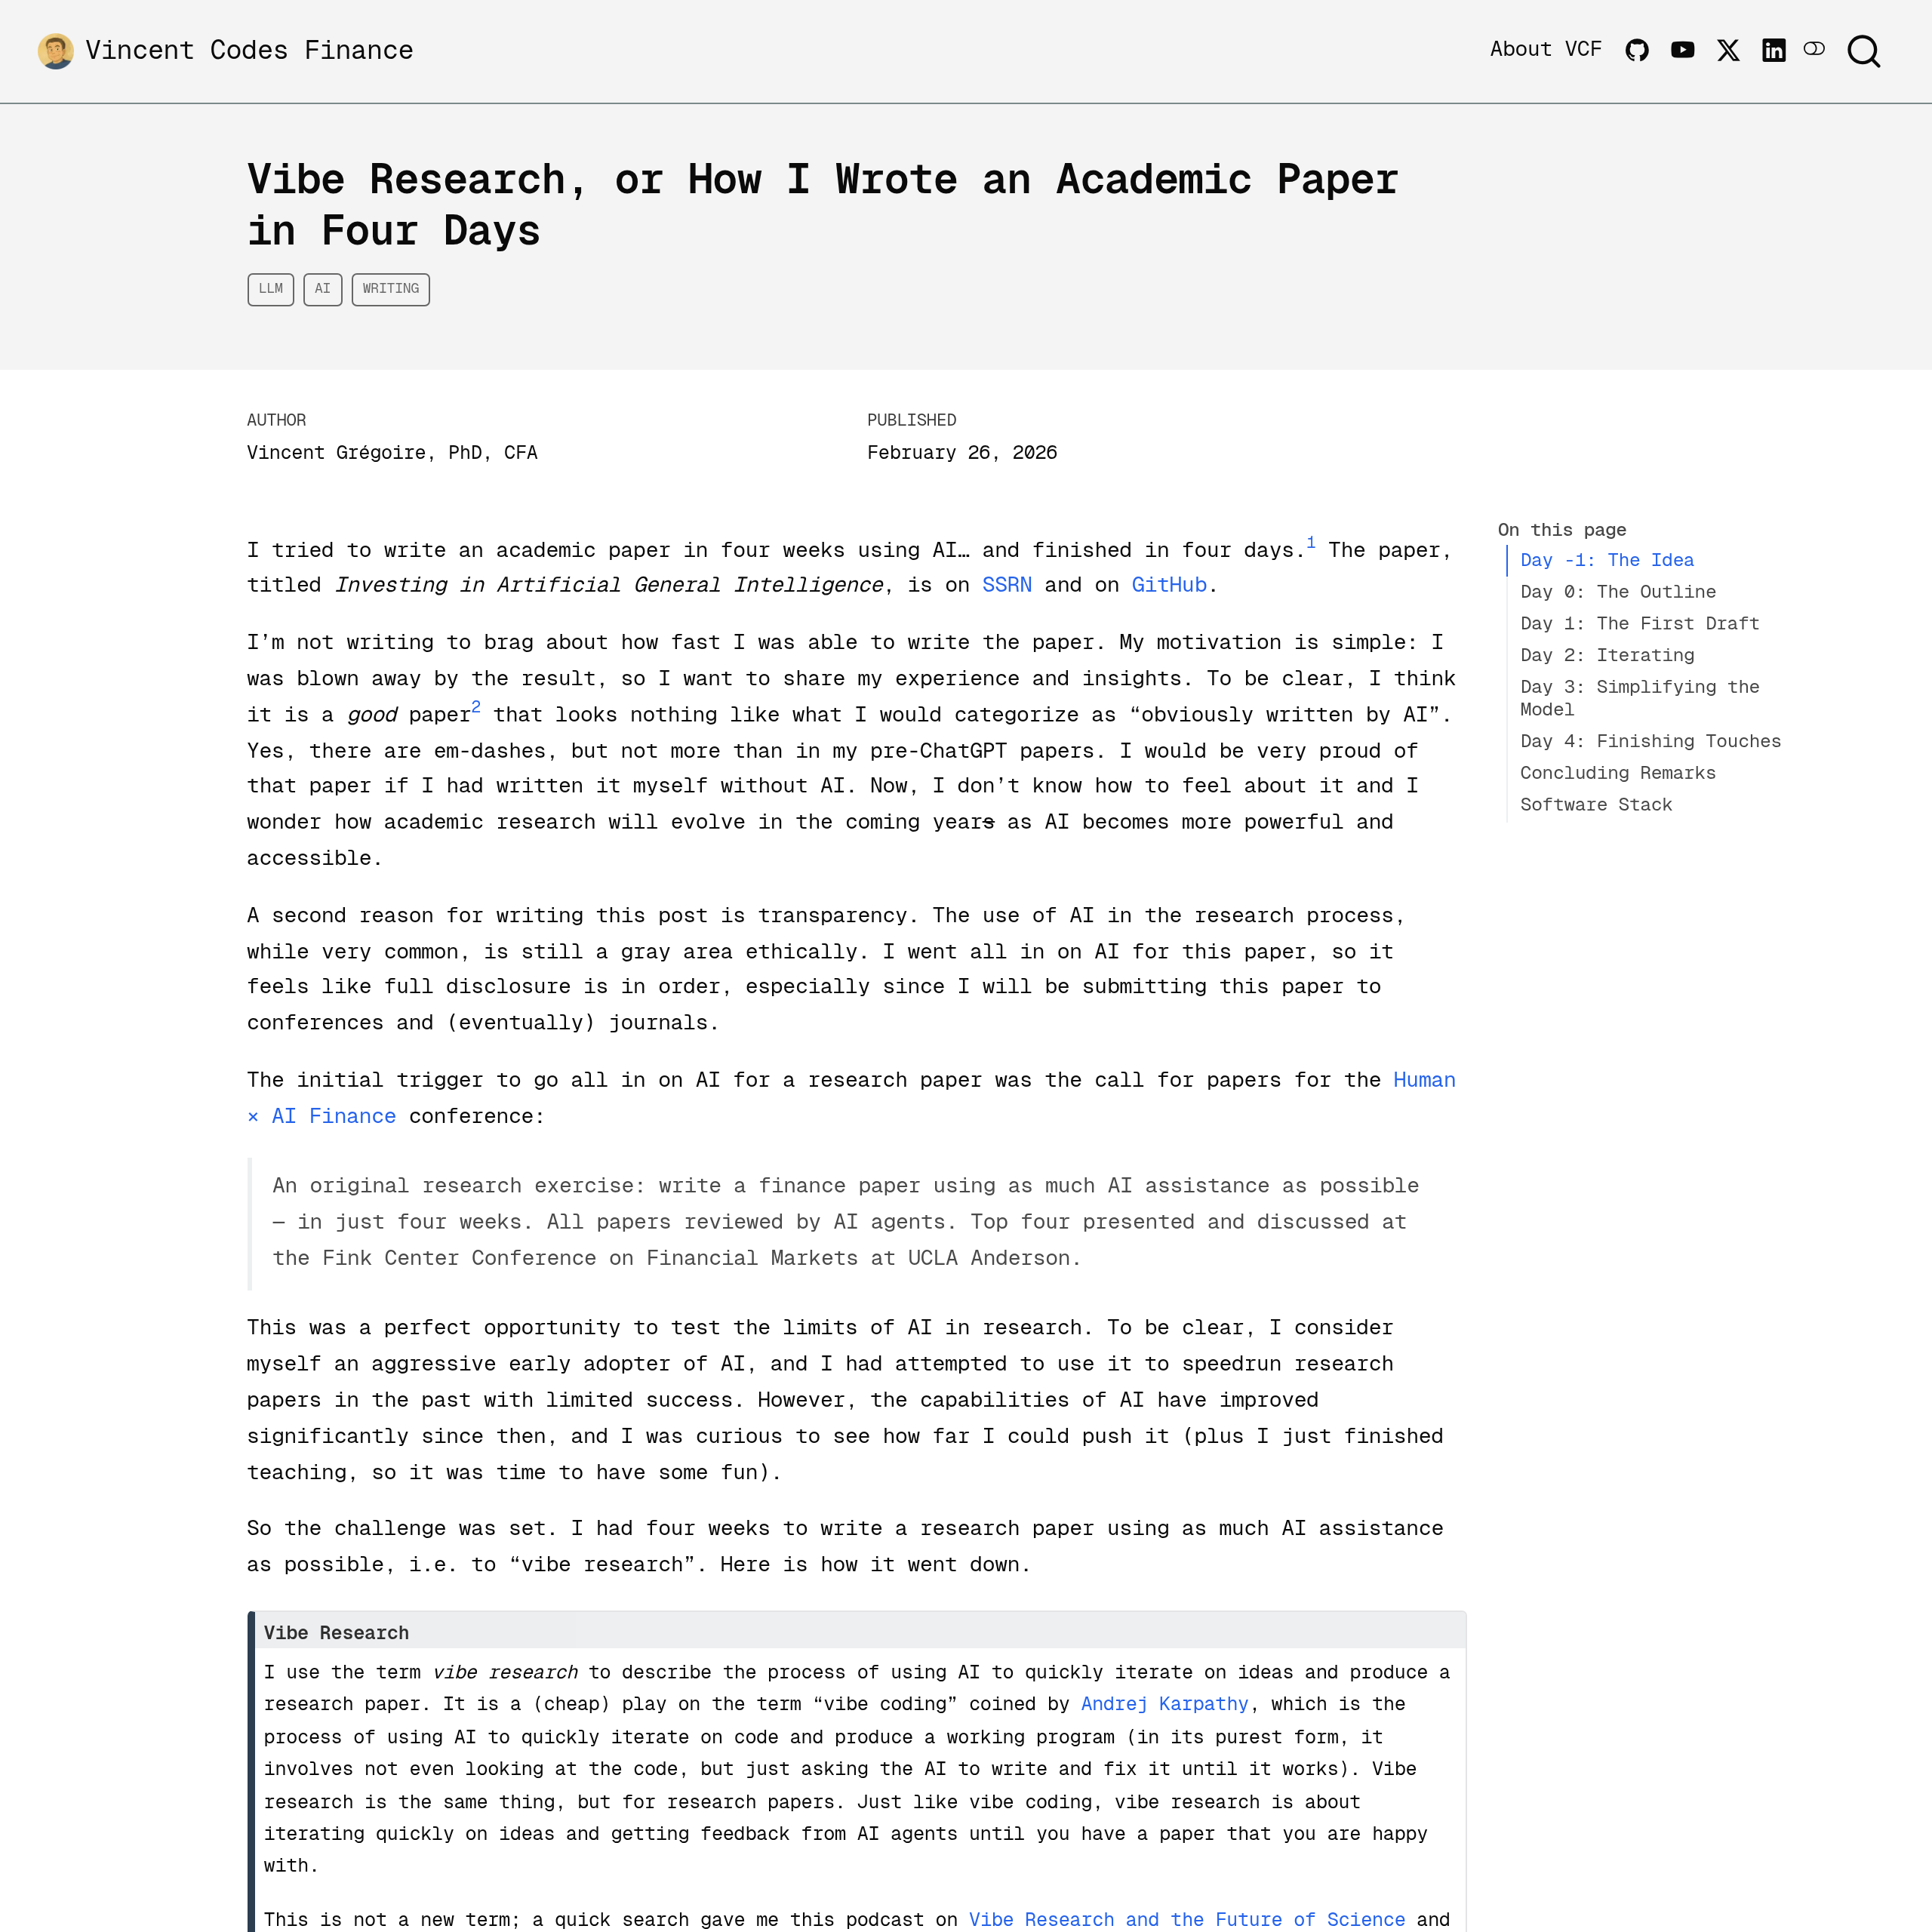 Vincent Codes Finance
About VCF
Vibe Research, or How I Wrote an Academic Paper
in Four Days
LLM
AI
WRITING
AUTHOR
Vincent Grégoire, PhD, CFA
PUBLISHED
February 26, 2026
I tried to write an academic paper in four weeks using AI… and finished in four days.1 The paper,
titled Investing in Artificial General Intelligence, is on SSRN and on GitHub.
I’m not writing to brag about how fast I was able to write the paper. My motivation is simple: I
was blown away by the result, so I want to share my experience and insights. To be clear, I think
it is a good paper2 that looks nothing like what I would categorize as “obviously written by AI”.
Yes, there are em-dashes, but not more than in my pre-ChatGPT papers. I would be very proud of
that paper if I had written it myself without AI. Now, I don’t know how to feel about it and I
wonder how academic research will evolve in the coming years as AI becomes more powerful and
accessible.
A second reason for writing this post is transparency. The use of AI in the research process,
while very common, is still a gray area ethically. I went all in on AI for this paper, so it
feels like full disclosure is in order, especially since I will be submitting this paper to
conferences and (eventually) journals.
The initial trigger to go all in on AI for a research paper was the call for papers for the Human
× AI Finance conference:
An original research exercise: write a finance paper using as much AI assistance as possible
— in just four weeks. All papers reviewed by AI agents. Top four presented and discussed at
the Fink Center Conference on Financial Markets at UCLA Anderson.
This was a perfect opportunity to test the limits of AI in research. To be clear, I consider
myself an aggressive early adopter of AI, and I had attempted to use it to speedrun research
papers in the past with limited success. However, the capabilities of AI have improved
significantly since then, and I was curious to see how far I could push it (plus I just finished
teaching, so it was time to have some fun).
So the challenge was set. I had four weeks to write a research paper using as much AI assistance
as possible, i.e. to “vibe research”. Here is how it went down.
Vibe Research
I use the term vibe research to describe the process of using AI to quickly iterate on ideas and produce a
research paper. It is a (cheap) play on the term “vibe coding” coined by Andrej Karpathy, which is the
process of using AI to quickly iterate on code and produce a working program (in its purest form, it
involves not even looking at the code, but just asking the AI to write and fix it until it works). Vibe
research is the same thing, but for research papers. Just like vibe coding, vibe research is about
iterating quickly on ideas and getting feedback from AI agents until you have a paper that you are happy
with.
This is not a new term; a quick search gave me this podcast on Vibe Research and the Future of Science and
On this page
Day -1: The Idea
Day 0: The Outline
Day 1: The First Draft
Day 2: Iterating
Day 3: Simplifying the
Model
Day 4: Finishing Touches
Concluding Remarks
Software Stack